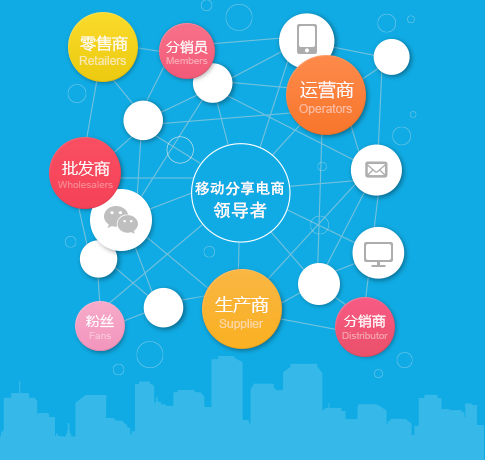 零售商
Retailers
分销员
Members
运营商
Operators
批发商
Wholesalers
移动分享电商
领导者
生产商
Supplier
粉丝
Fans
分销商
Distributor